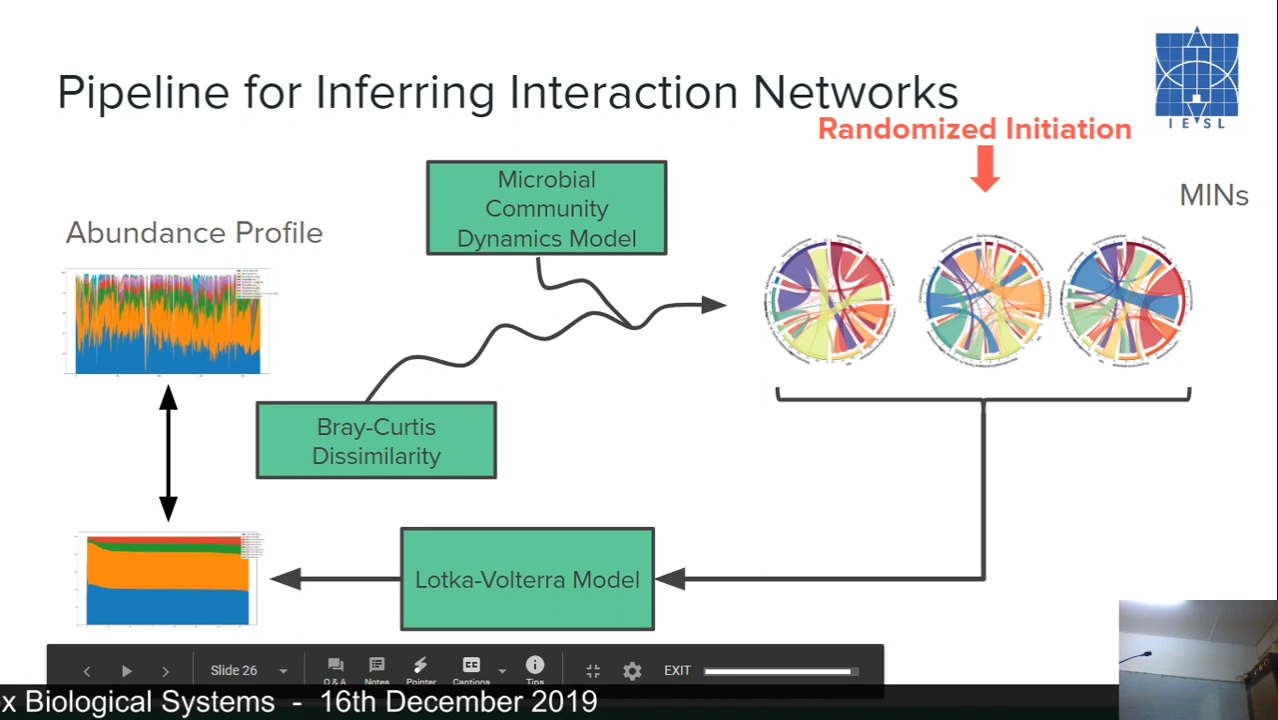 Pipeline for Inferring Interaction Networks
IESL
Randomized Initiation
MINs
Microbial
Community
Dynamics Model
Abundance Profile
Bray-Curtis
Dissimilarity
Lotka-Volterra Model
Slide 26
Q & A
Notes
Pointer
Captions
Tips
EXIT
x Biological Systems - 16th December 2019